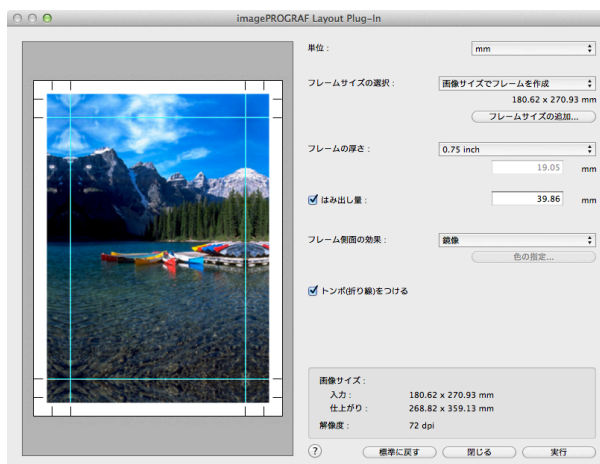 imagePROGRAF Layout Plug-In
単位：
mm
フレームサイズの選択：
画像サイズでフレームを作成
180.62 x 270.93 mm
フレームサイズの追加...
フレームの厚さ：
0.75 inch
19.05 mm
はみ出し量：
39.86 mm
フレーム側面の効果：
鏡像
色の指定...
トンボ(折り線)をつける
画像サイズ：
入力： 180.62 x 270.93 mm
仕上がり： 268.82 x 359.13 mm
解像度： 72 dpi
?
標準に戻す
閉じる
実行